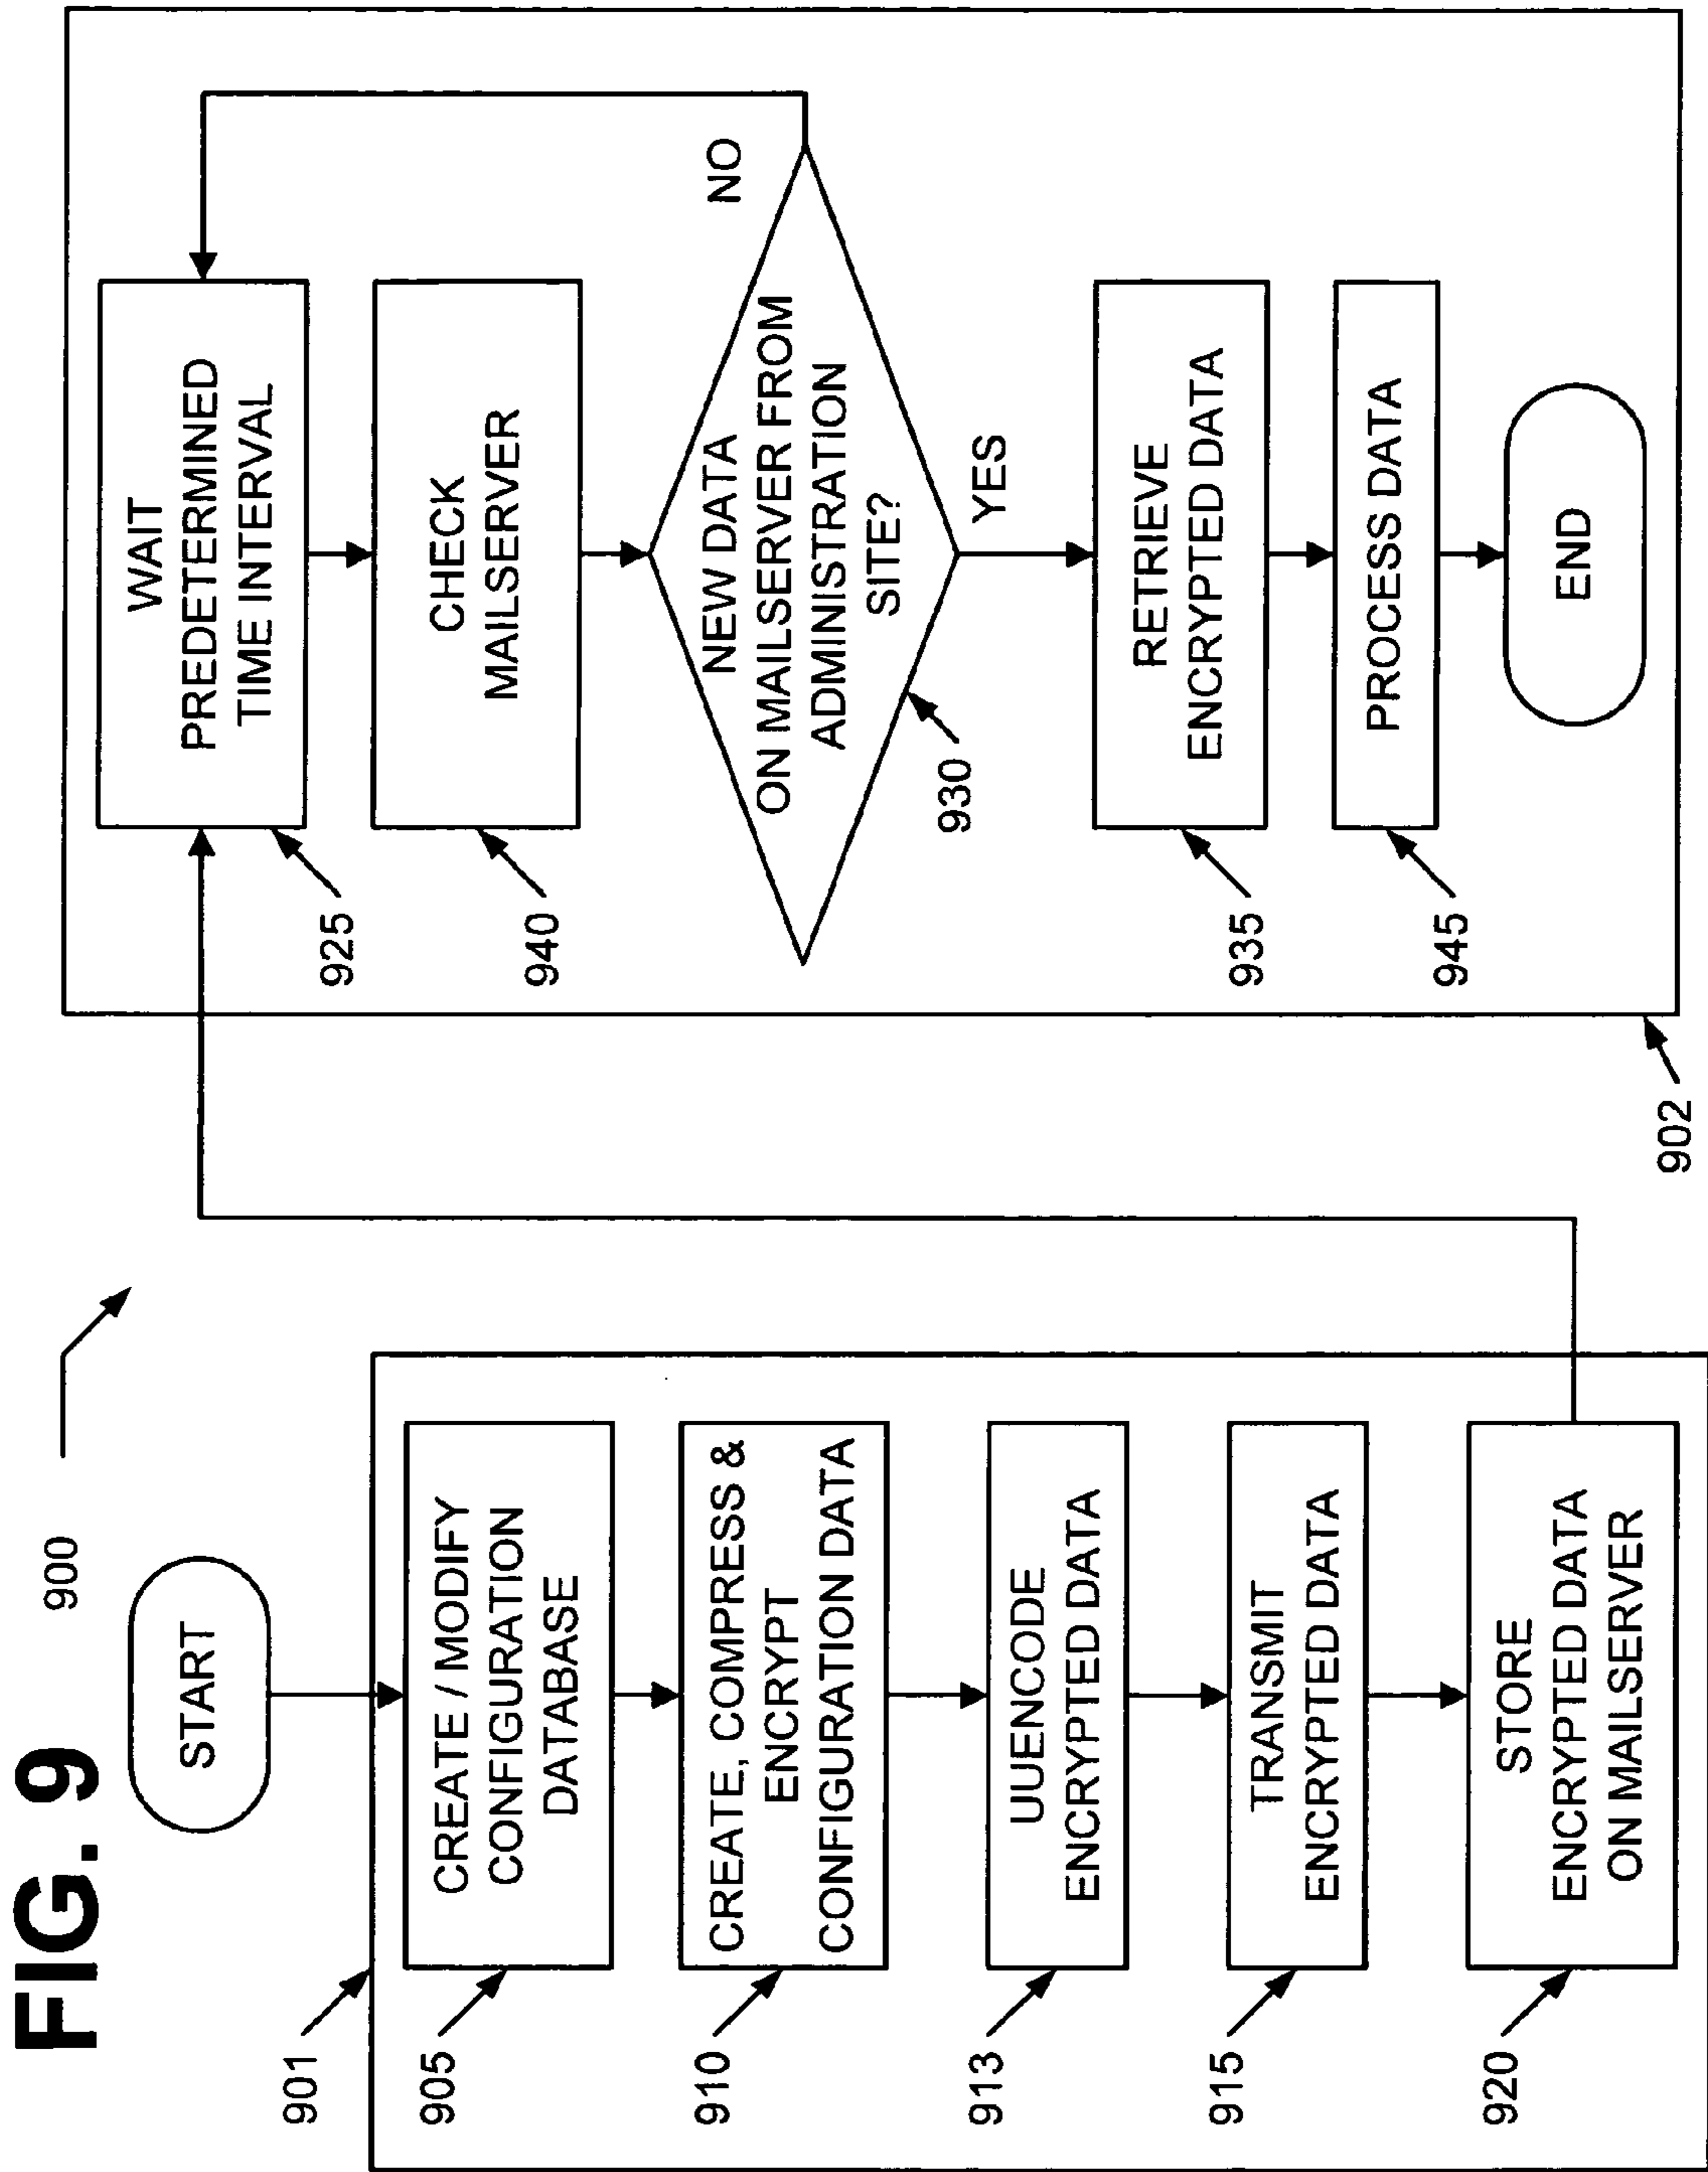 FIG. 9
900
START
901
905
CREATE / MODIFY
CONFIGURATION
DATABASE
910
CREATE, COMPRESS &
ENCRYPT
CONFIGURATION DATA
913
UUENCODE
ENCRYPTED DATA
915
TRANSMIT
ENCRYPTED DATA
920
STORE
ENCRYPTED DATA
ON MAILSERVER
902
925
WAIT
PREDETERMINED
TIME INTERVAL
940
CHECK
MAILSERVER
930
NEW DATA
ON MAILSERVER FROM
ADMINISTRATION
SITE?
NO
YES
935
RETRIEVE
ENCRYPTED DATA
945
PROCESS DATA
END